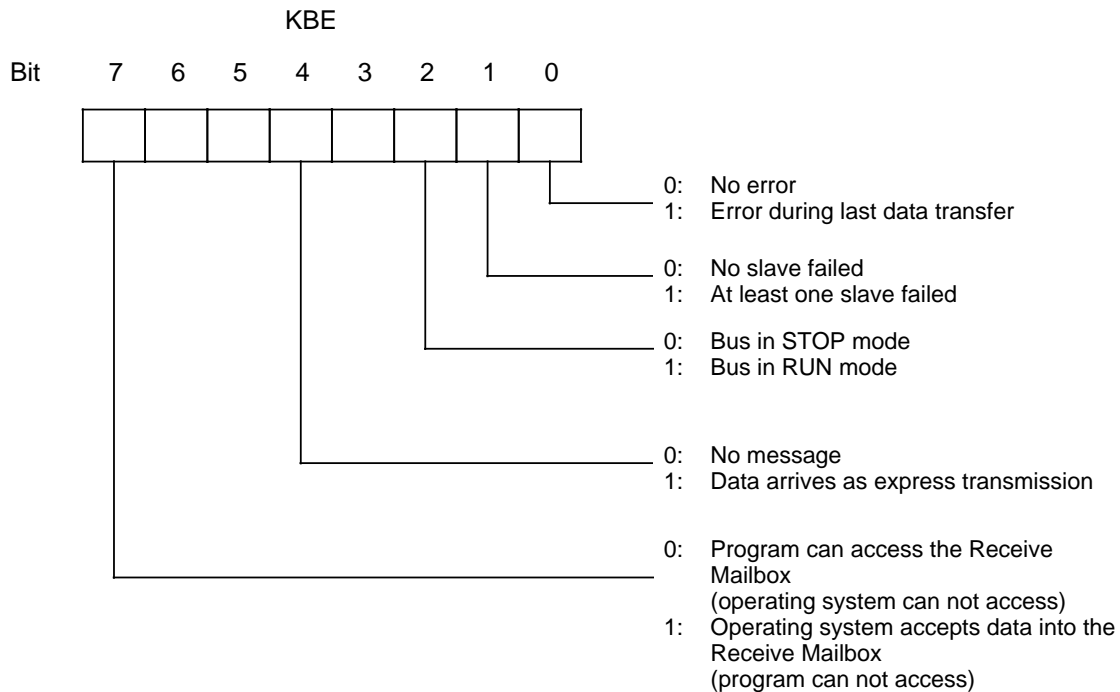 KBE
Bit 7 6 5 4 3 2 1 0
0: No error
1: Error during last data transfer
0: No slave failed
1: At least one slave failed
0: Bus in STOP mode
1: Bus in RUN mode
0: No message
1: Data arrives as express transmission
0: Program can access the Receive
Mailbox
(operating system can not access)
1: Operating system accepts data into the
Receive Mailbox
(program can not access)